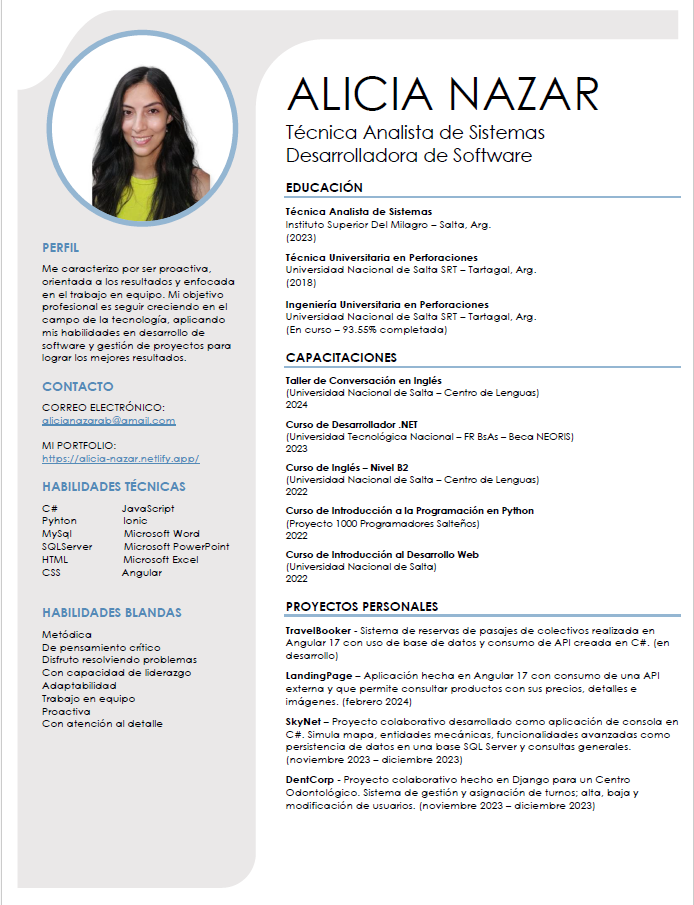 ALICIA NAZAR
Técnica Analista de Sistemas
Desarrolladora de Software
PERFIL
Me caracterizo por ser proactiva,
orientada a los resultados y enfocada
en el trabajo en equipo. Mi objetivo
profesional es seguir creciendo en el
campo de la tecnología, aplicando
mis habilidades en desarrollo de
software y gestión de proyectos para
lograr los mejores resultados.
CONTACTO
CORREO ELECTRÓNICO:
alicianazarab@gmail.com
MI PORTFOLIO:
https://alicia-nazar.netlify.app/
HABILIDADES TÉCNICAS
C# JavaScript
Pyhton Ionic
MySql Microsoft Word
SQLServer Microsoft PowerPoint
HTML Microsoft Excel
CSS Angular
HABILIDADES BLANDAS
Metódica
De pensamiento crítico
Disfruto resolviendo problemas
Con capacidad de liderazgo
Adaptabilidad
Trabajo en equipo
Proactiva
Con atención al detalle
EDUCACIÓN
Técnica Analista de Sistemas
Instituto Superior Del Milagro – Salta, Arg.
(2023)
Técnica Universitaria en Perforaciones
Universidad Nacional de Salta SRT – Tartagal, Arg.
(2018)
Ingeniería Universitaria en Perforaciones
Universidad Nacional de Salta SRT – Tartagal, Arg.
(En curso – 93.55% completada)
CAPACITACIONES
Taller de Conversación en Inglés
(Universidad Nacional de Salta – Centro de Lenguas)
2024
Curso de Desarrollador .NET
(Universidad Tecnológica Nacional – FR BsAs – Beca NEORIS)
2023
Curso de Inglés – Nivel B2
(Universidad Nacional de Salta – Centro de Lenguas)
2022
Curso de Introducción a la Programación en Python
(Proyecto 1000 Programadores Salteños)
2022
Curso de Introducción al Desarrollo Web
(Universidad Nacional de Salta)
2022
PROYECTOS PERSONALES
TravelBooker - Sistema de reservas de pasajes de colectivos realizada en
Angular 17 con uso de base de datos y consumo de API creada en C#. (en
desarrollo)
LandingPage – Aplicación hecha en Angular 17 con consumo de una API
externa y que permite consultar productos con sus precios, detalles e
imágenes. (febrero 2024)
SkyNet – Proyecto colaborativo desarrollado como aplicación de consola en
C#. Simula mapa, entidades mecánicas, funcionalidades avanzadas como
persistencia de datos en una base SQL Server y consultas generales.
(noviembre 2023 – diciembre 2023)
DentCorp - Proyecto colaborativo hecho en Django para un Centro
Odontológico. Sistema de gestión y asignación de turnos; alta, baja y
modificación de usuarios. (noviembre 2023 – diciembre 2023)